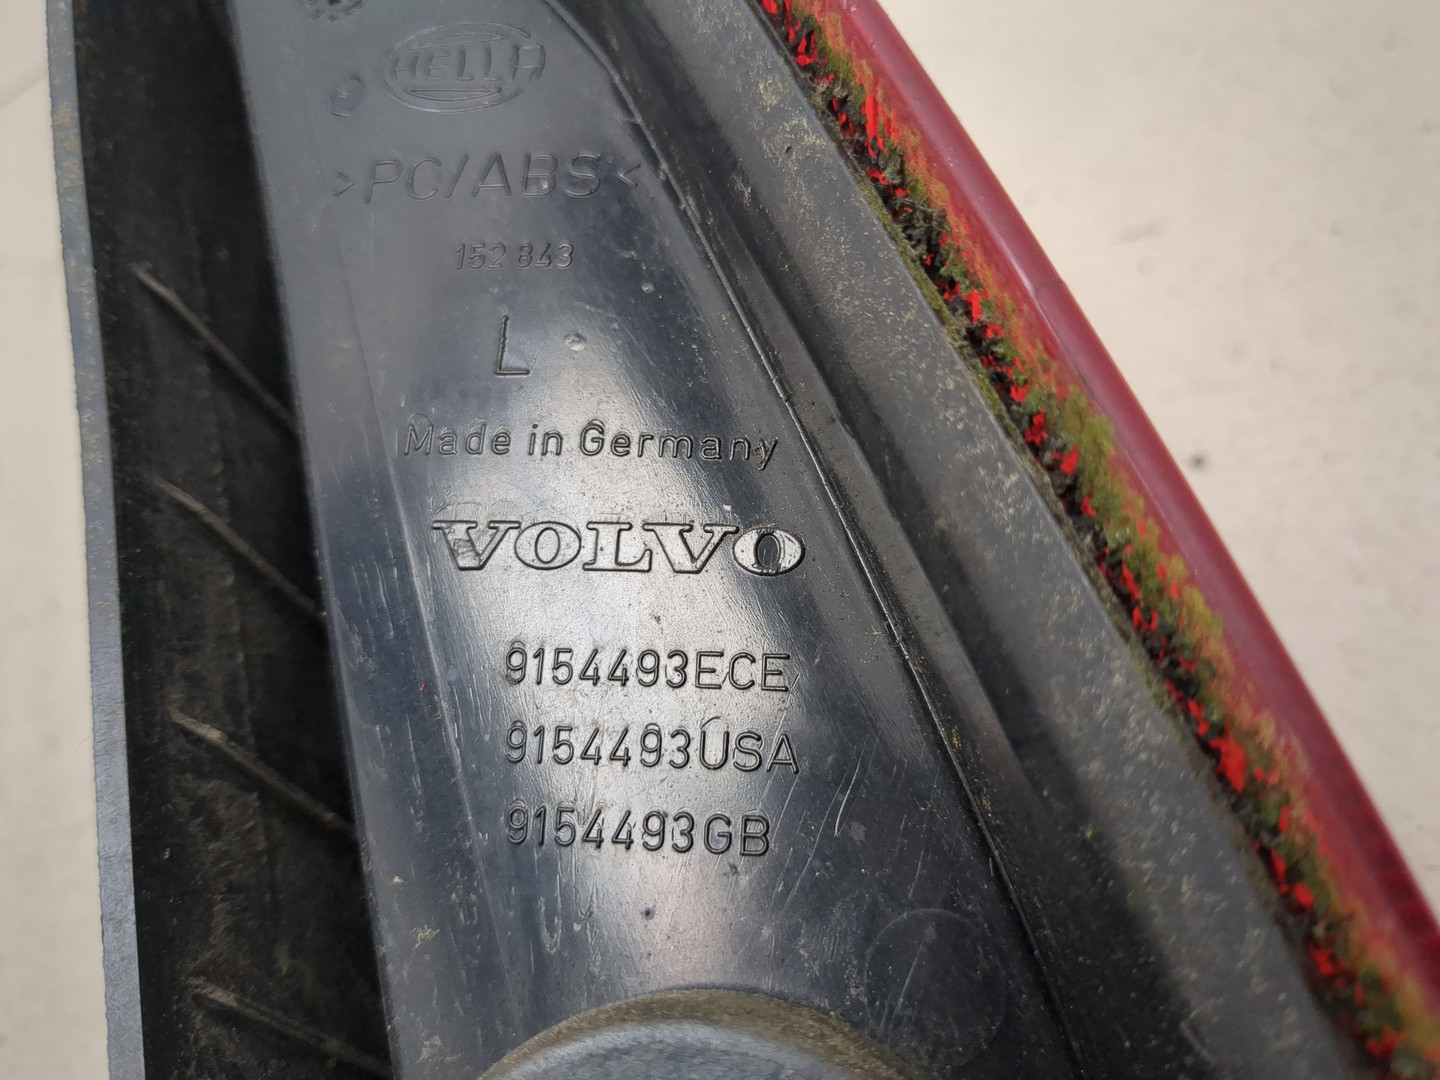 HELLA
>PC/ABS<
152 843
L
Made in Germany
VOLVO
9154493ECE
9154493USA
9154493GB